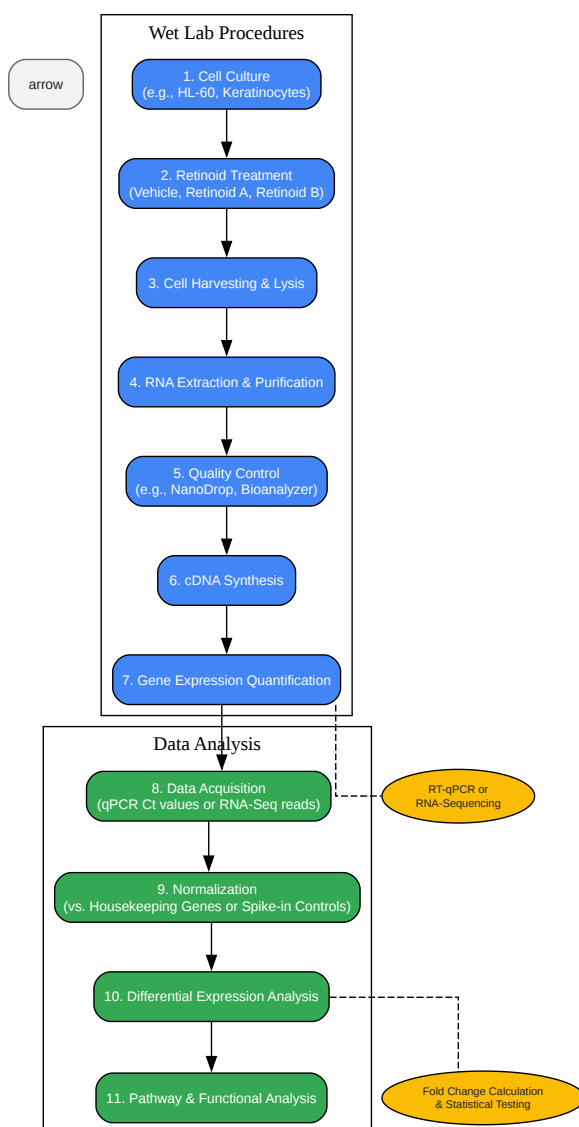 Wet Lab Procedures
arrow
1. Cell Culture
(e.g., HL-60, Keratinocytes)
2. Retinoid Treatment
(Vehicle, Retinoid A, Retinoid B)
3. Cell Harvesting & Lysis
4. RNA Extraction & Purification
5. Quality Control
(e.g., NanoDrop, Bioanalyzer)
6. cDNA Synthesis
7. Gene Expression Quantification
Data Analysis
8. Data Acquisition
(qPCR Ct values or RNA-Seq reads)
RT-qPCR or
RNA-Sequencing
9. Normalization
(vs. Housekeeping Genes or Spike-in Controls)
10. Differential Expression Analysis
Fold Change Calculation
& Statistical Testing
11. Pathway & Functional Analysis